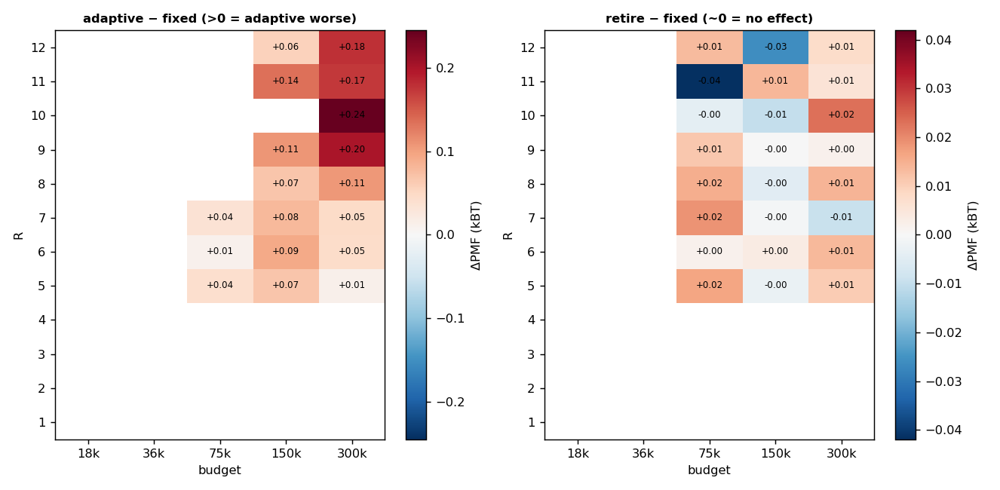 adaptive − fixed (>0 = adaptive worse)
12
11
10
9
8
7
6
5
4
3
2
1
R
+0.06 +0.18
+0.14 +0.17
+0.24
+0.11 +0.20
+0.07 +0.11
+0.04 +0.08 +0.05
+0.01 +0.09 +0.05
+0.04 +0.07 +0.01
18k 36k 75k 150k 300k
budget
0.2
0.1
0.0
−0.1
−0.2
ΔPMF (kBT)
retire − fixed (~0 = no effect)
12
11
10
9
8
7
6
5
4
3
2
1
R
+0.01 -0.03 +0.01
-0.04 +0.01 +0.01
-0.00 -0.01 +0.02
+0.01 -0.00 +0.00
+0.02 -0.00 +0.01
+0.02 -0.00 -0.01
+0.00 +0.00 +0.01
+0.02 -0.00 +0.01
18k 36k 75k 150k 300k
budget
0.04
0.03
0.02
0.01
0.00
−0.01
−0.02
−0.03
−0.04
ΔPMF (kBT)